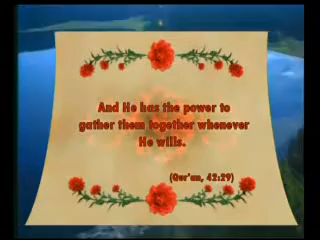 And He has the power to
gather them together whenever
He wills.
(Qur'an, 42:29)